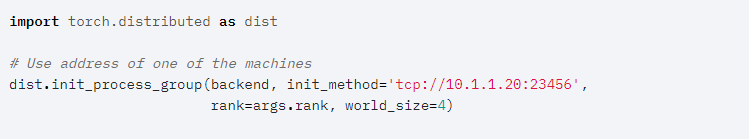 import torch.distributed as dist
# Use address of one of the machines
dist.init_process_group(backend, init_method='tcp://10.1.1.20:23456',
rank=args.rank, world_size=4)